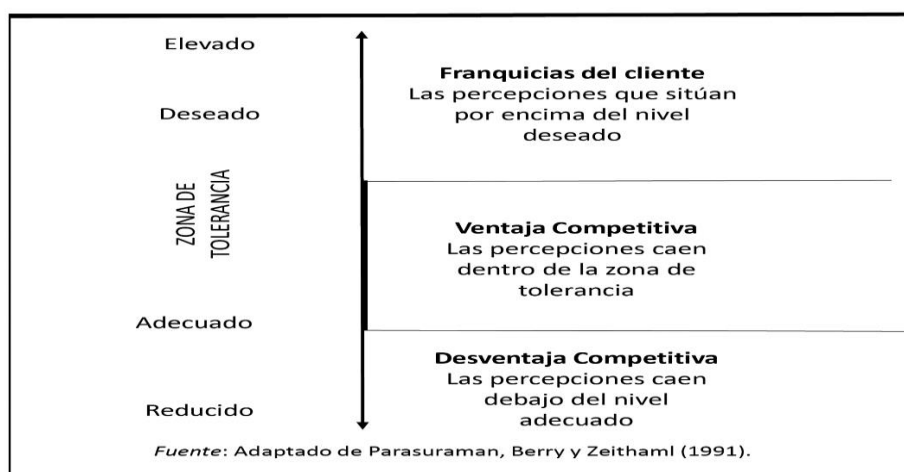 Elevado
Deseado
ZONA DE
TOLERANCIA
Adecuado
Reducido
Franquicias del cliente
Las percepciones que sitúan
por encima del nivel
deseado
Ventaja Competitiva
Las percepciones caen
dentro de la zona de
tolerancia
Desventaja Competitiva
Las percepciones caen
debajo del nivel
adecuado
Fuente: Adaptado de Parasuraman, Berry y Zeithaml (1991).